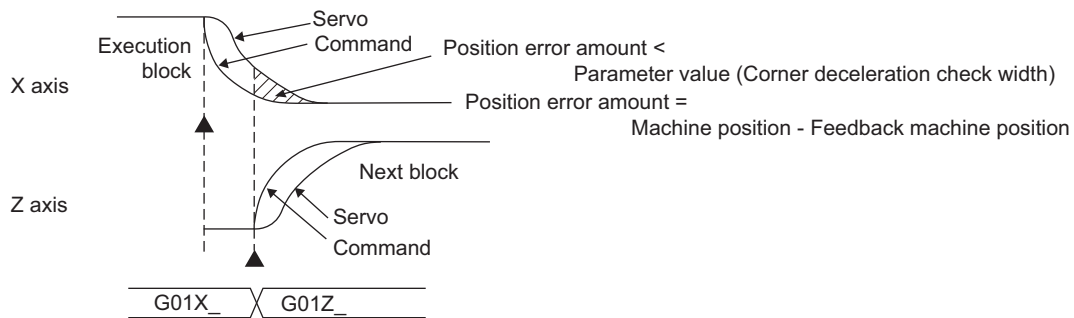 Servo
Command
Execution
block
Position error amount <
Parameter value (Corner deceleration check width)
X axis
Position error amount =
Machine position - Feedback machine position
Next block
Z axis
Servo
Command
G01X_
G01Z_